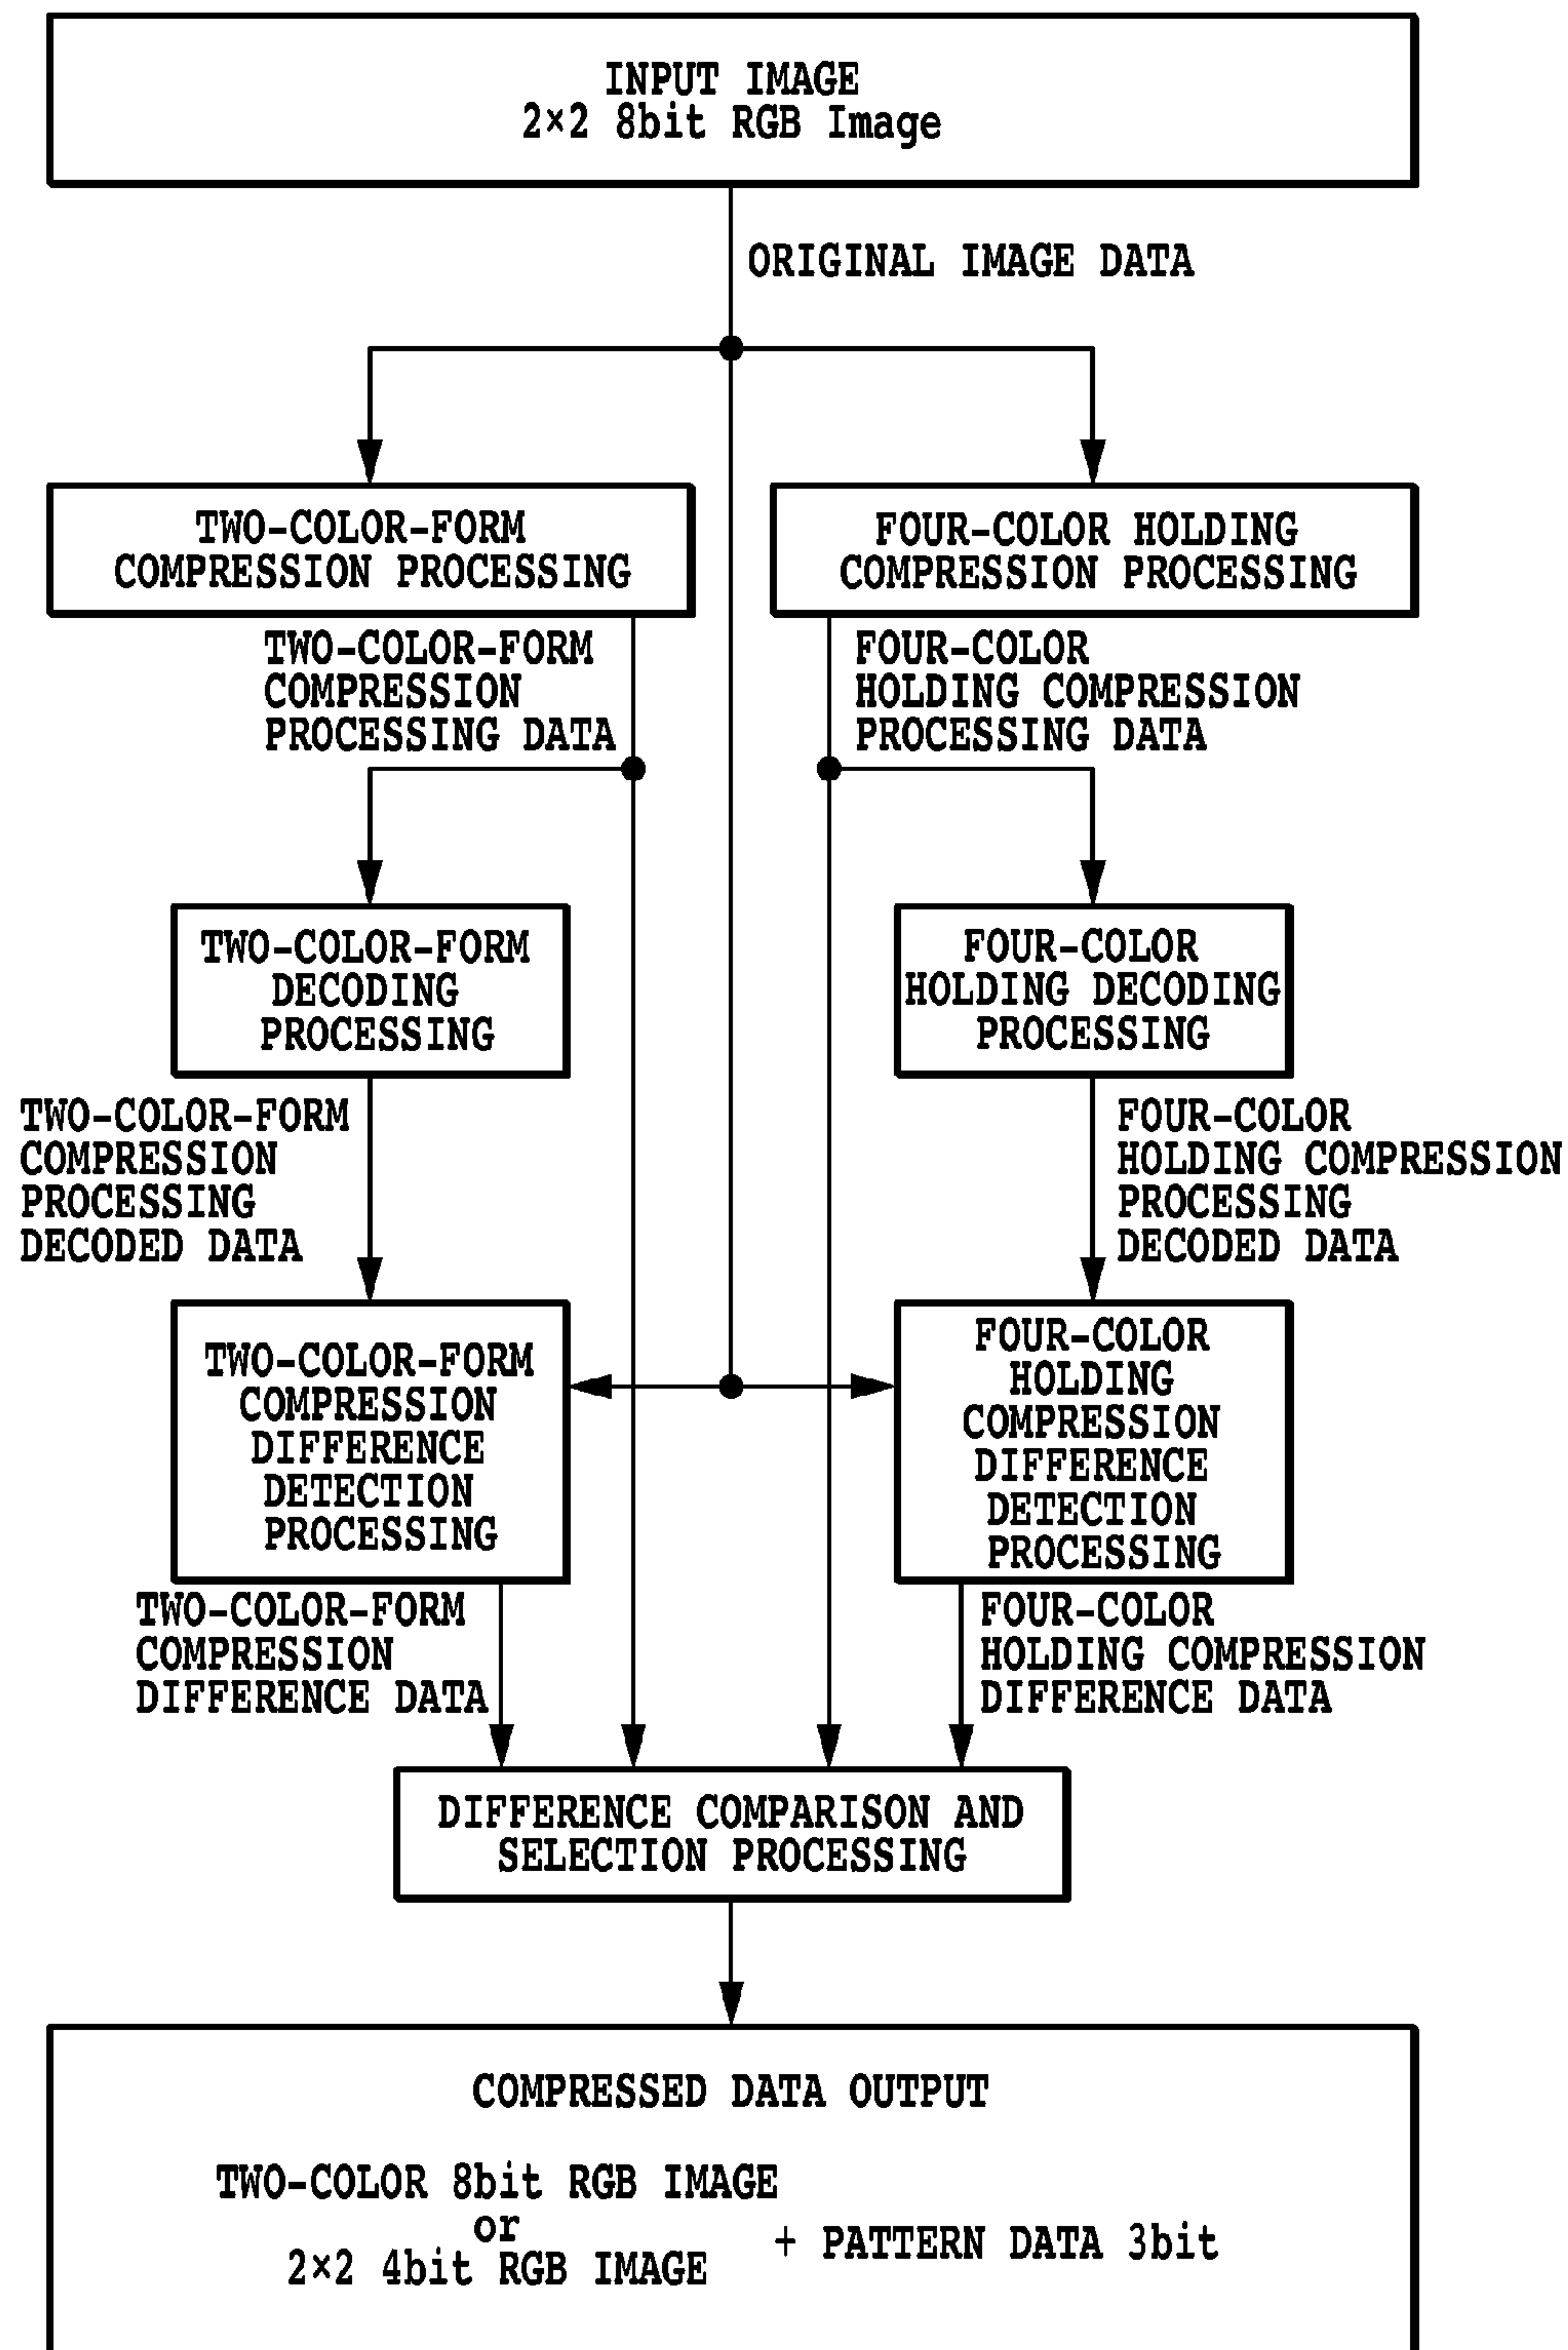 INPUT IMAGE
2×2 8bit RGB Image
ORIGINAL IMAGE DATA
TWO-COLOR-FORM
COMPRESSION PROCESSING
FOUR-COLOR HOLDING
COMPRESSION PROCESSING
TWO-COLOR-FORM
COMPRESSION
PROCESSING DATA
FOUR-COLOR
HOLDING COMPRESSION
PROCESSING DATA
TWO-COLOR-FORM
DECODING
PROCESSING
FOUR-COLOR
HOLDING DECODING
PROCESSING
TWO-COLOR-FORM
COMPRESSION
PROCESSING
DECODED DATA
FOUR-COLOR
HOLDING COMPRESSION
PROCESSING
DECODED DATA
TWO-COLOR-FORM
COMPRESSION
DIFFERENCE
DETECTION
PROCESSING
FOUR-COLOR
HOLDING
COMPRESSION
DIFFERENCE
DETECTION
PROCESSING
TWO-COLOR-FORM
COMPRESSION
DIFFERENCE DATA
FOUR-COLOR
HOLDING COMPRESSION
DIFFERENCE DATA
DIFFERENCE COMPARISON AND
SELECTION PROCESSING
COMPRESSED DATA OUTPUT
TWO-COLOR 8bit RGB IMAGE
or
2×2 4bit RGB IMAGE
+ PATTERN DATA 3bit